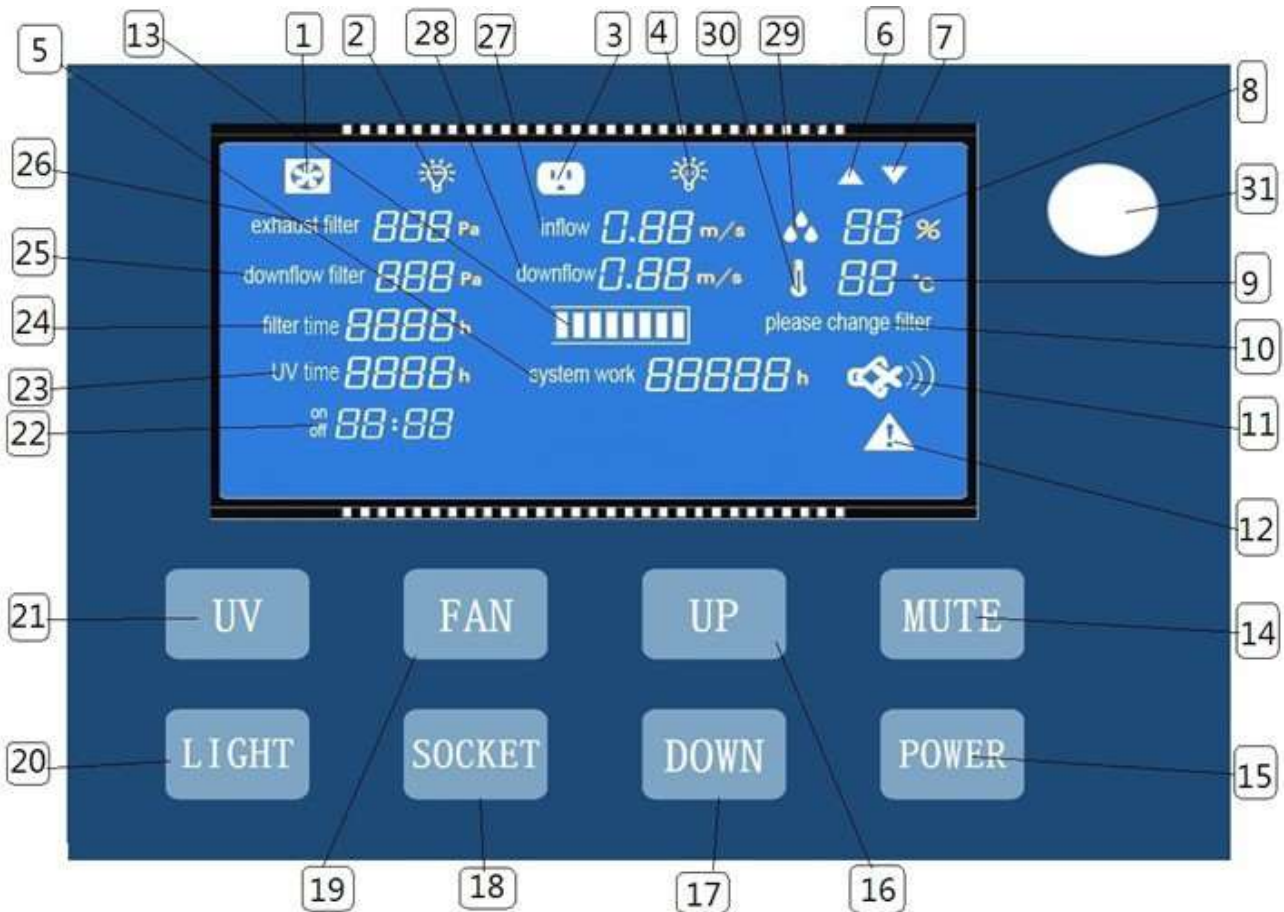 5 13 1 2 28 27 3 4 30 29 6 7
8
26
exhaust filter 888 Pa inflow 0.88 m/s 88 %
31
25
downflow filter 888 Pa downflow 0.88 m/s 88 °C
9
24
filter time 8888 h please change filter
10
23
UV time 8888 h system work 88888 h
11
22
on
off 88:88
12
21
UV FAN UP MUTE
14
20
LIGHT SOCKET DOWN POWER
15
19 18 17 16